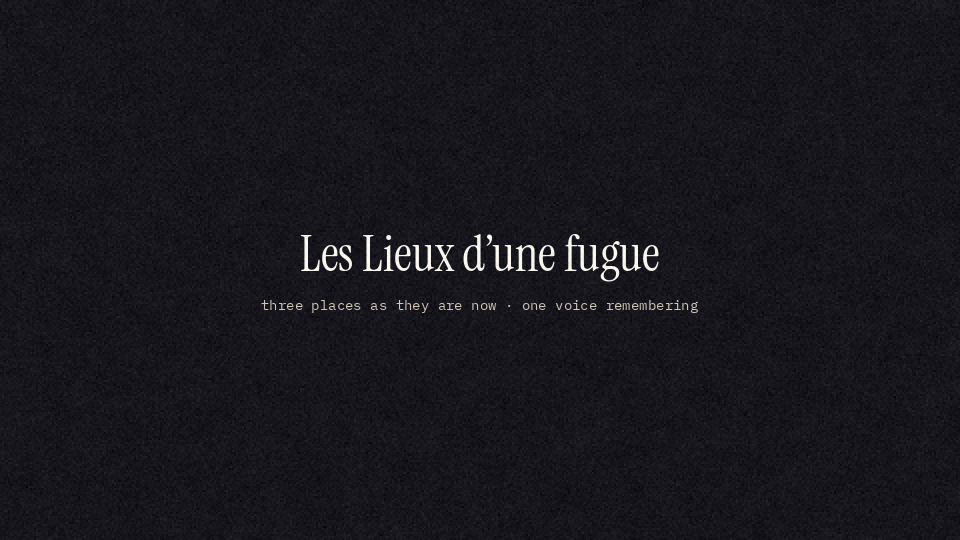 Les Lieux d’une fugue
three places as they are now · one voice remembering